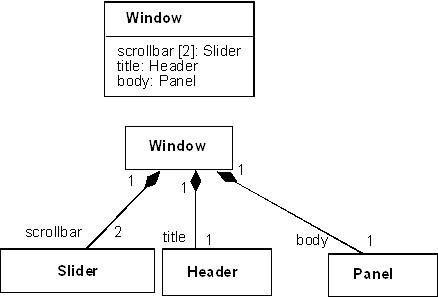 Window
scrollbar [2]: Slider
title: Header
body: Panel
Window
1 1 1
scrollbar 2 title 1 body 1
Slider Header Panel